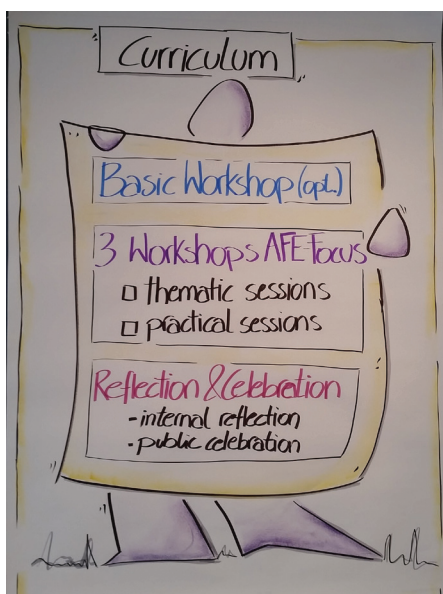 Curriculum
Basic Workshop (opt.)
3 Workshops AFE-Focus
thematic sessions
practical sessions
Reflection & Celebration
- internal reflection
- public celebration